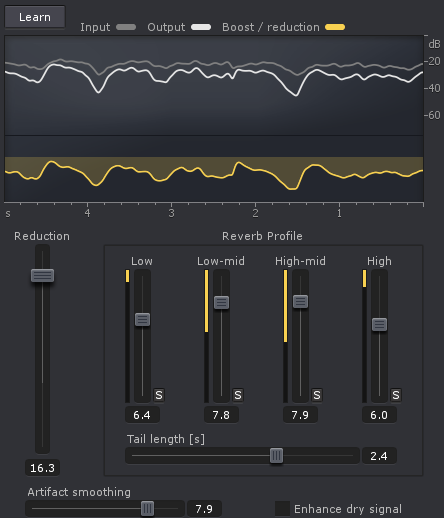 Learn
Input Output Boost / reduction
dB
-20
-40
-60
s 4 3 2 1
Reduction
Reverb Profile
Low Low-mid High-mid High
S S S S
6.4 7.8 7.9 6.0
Tail length [s]
2.4
16.3
Artifact smoothing
7.9
Enhance dry signal